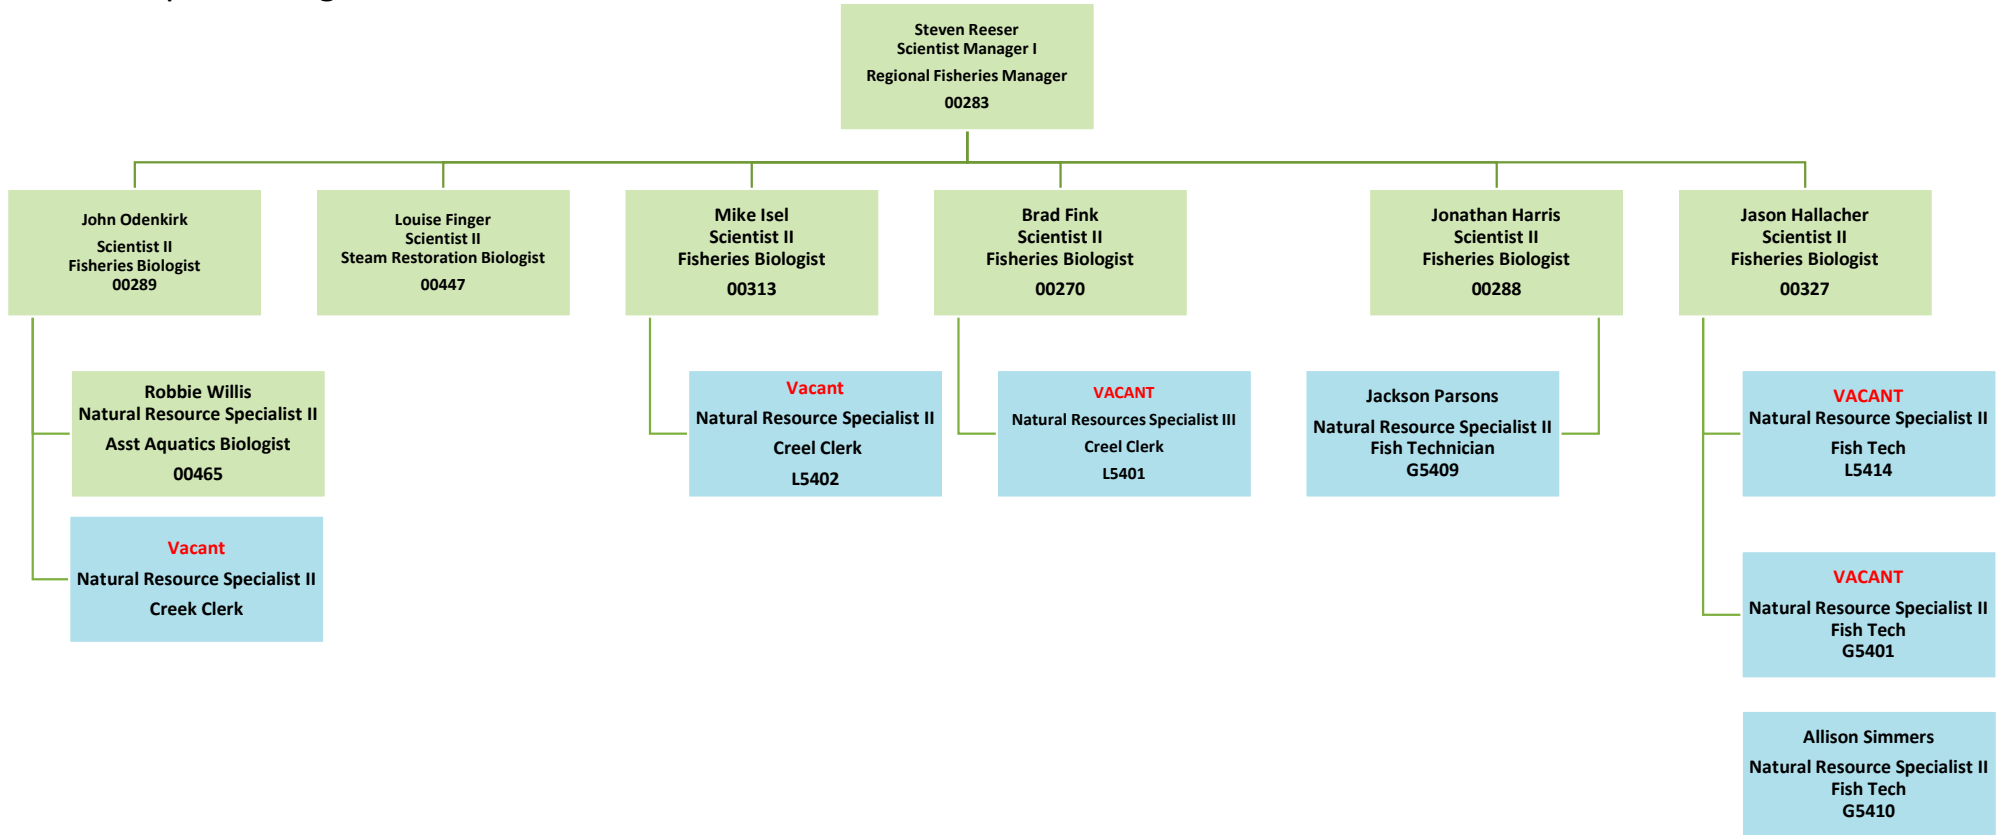 Steven Reeser
Scientist Manager I
Regional Fisheries Manager
00283
John Odenkirk
Scientist II
Fisheries Biologist
00289
Louise Finger
Scientist II
Steam Restoration Biologist
00447
Mike Isel
Scientist II
Fisheries Biologist
00313
Brad Fink
Scientist II
Fisheries Biologist
00270
Jonathan Harris
Scientist II
Fisheries Biologist
00288
Jason Hallacher
Scientist II
Fisheries Biologist
00327
Robbie Willis
Natural Resource Specialist II
Asst Aquatics Biologist
00465
Vacant
Natural Resource Specialist II
Creel Clerk
L5402
VACANT
Natural Resources Specialist III
Creel Clerk
L5401
Jackson Parsons
Natural Resource Specialist II
Fish Technician
G5409
VACANT
Natural Resource Specialist II
Fish Tech
L5414
Vacant
Natural Resource Specialist II
Creek Clerk
VACANT
Natural Resource Specialist II
Fish Tech
G5401
Allison Simmers
Natural Resource Specialist II
Fish Tech
G5410